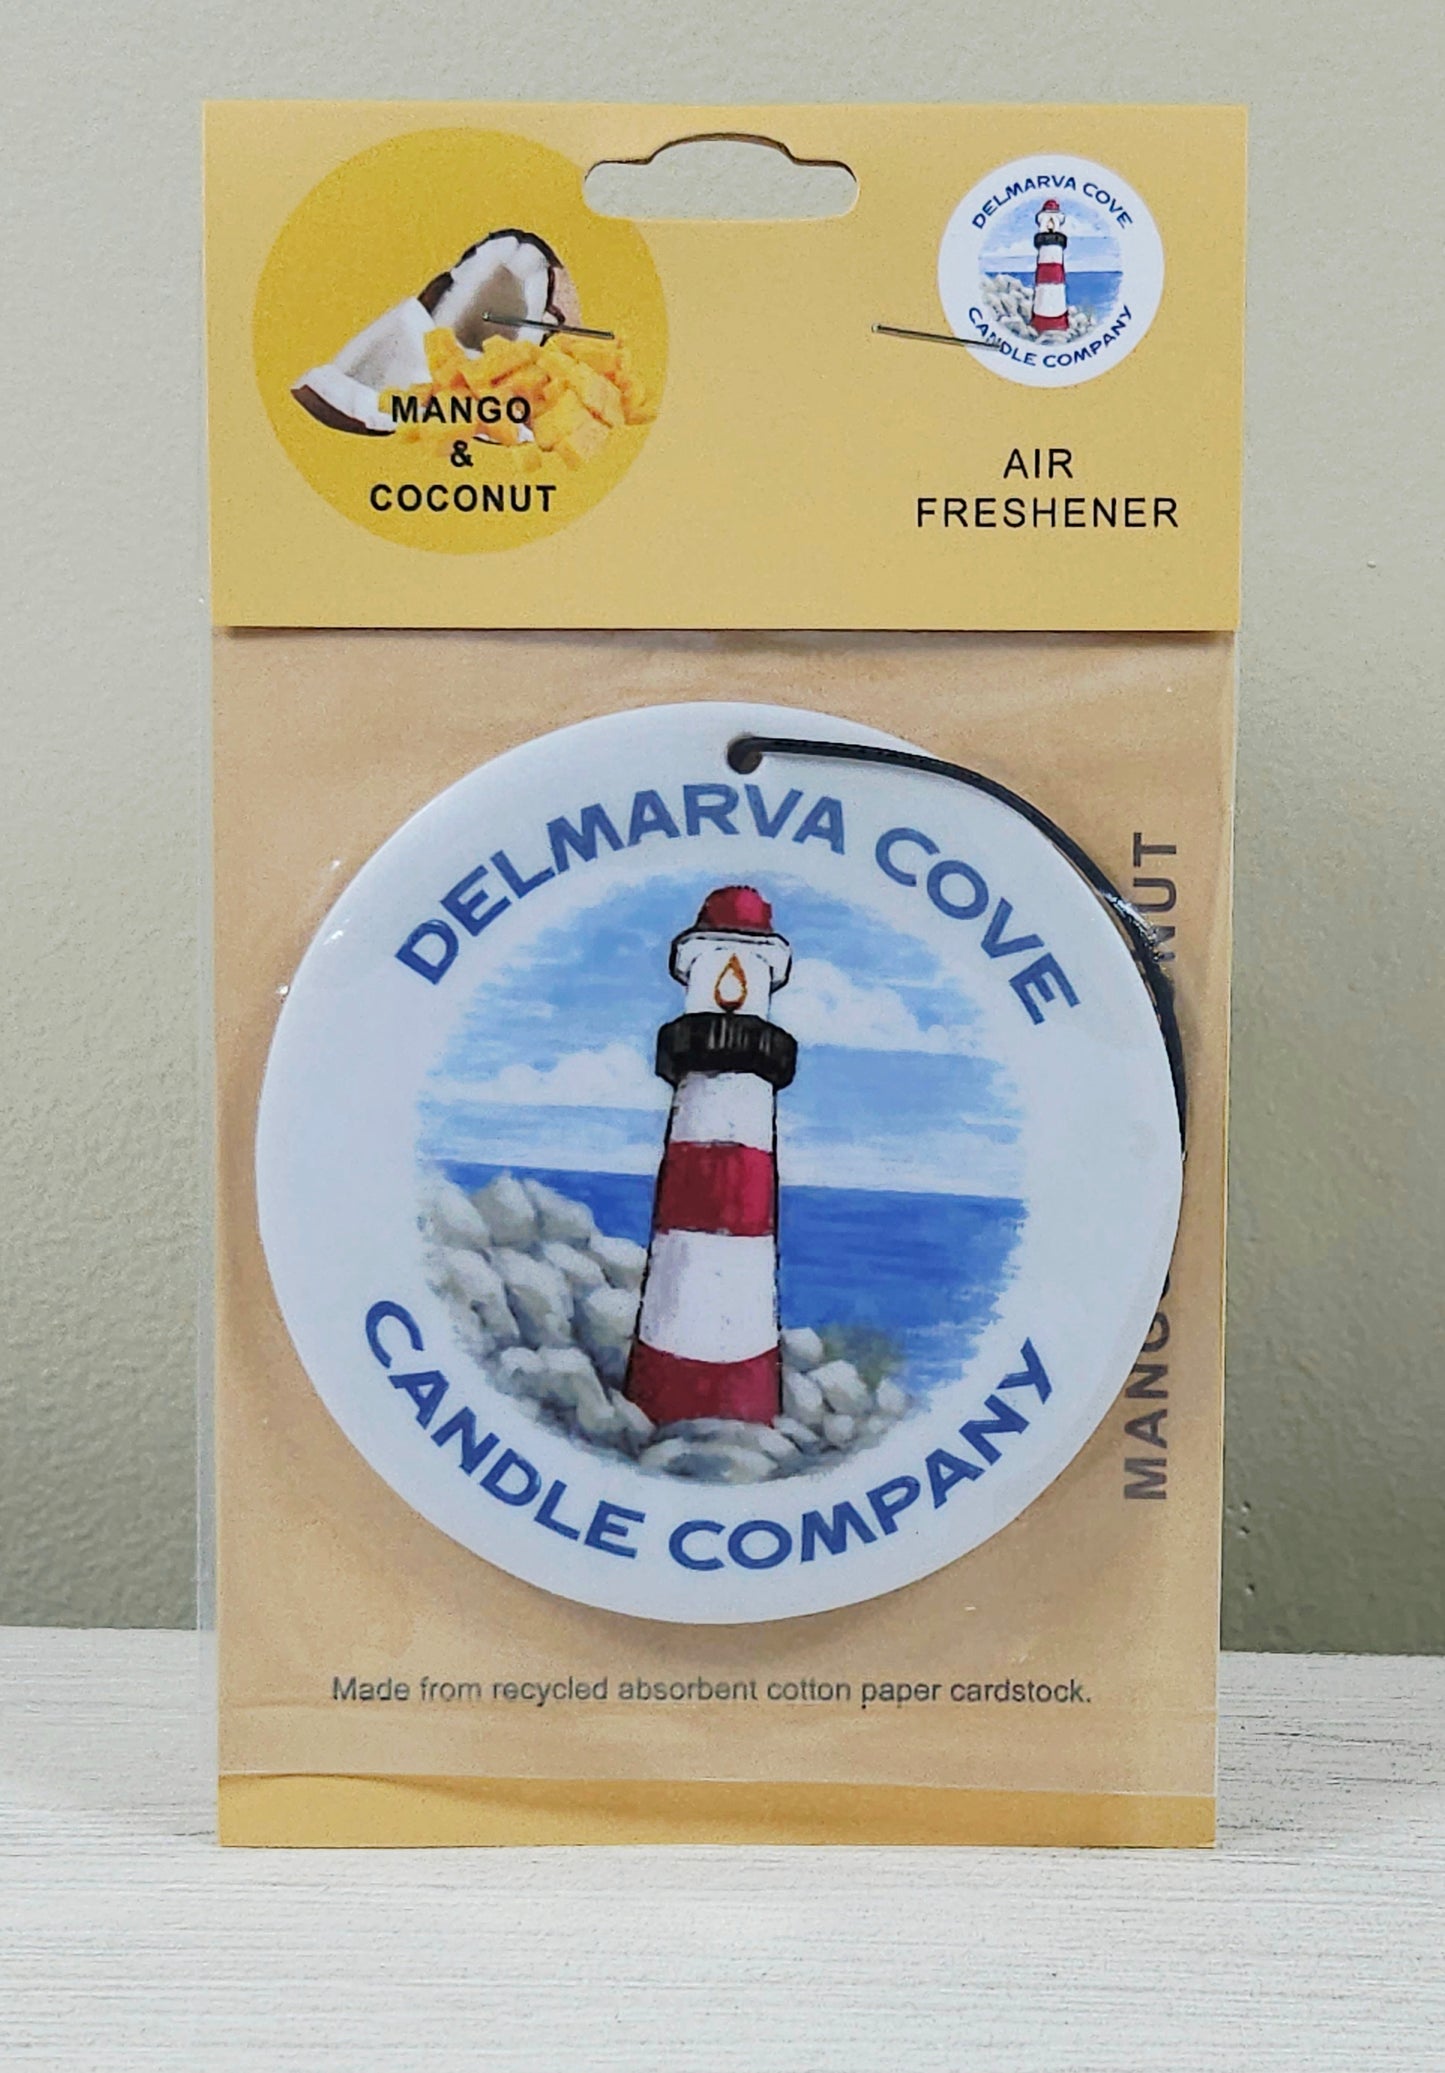 MANGO
&
COCONUT
DELMARVA COVE
CANDLE COMPANY
AIR
FRESHENER
DELMARVA COVE
CANDLE COMPANY
Made from recycled absorbent cotton paper cardstock.